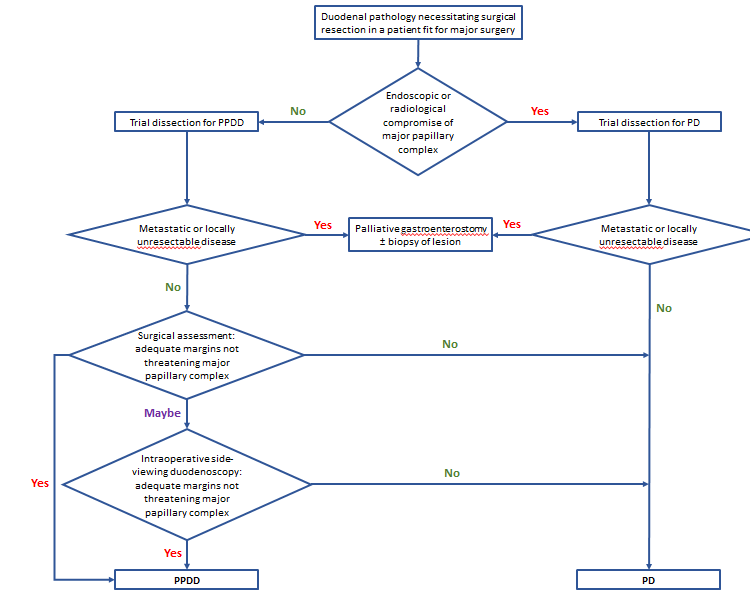 Duodenal pathology necessitating surgical
resection in a patient fit for major surgery
Endoscopic or
radiological
compromise of
major papillary
complex
No
Yes
Trial dissection for PPDD
Trial dissection for PD
Metastatic or locally
unresectable disease
Yes
Palliative gastroenterostomy
± biopsy of lesion
Yes
Metastatic or locally
unresectable disease
No
No
Surgical assessment:
adequate margins not
threatening major
papillary complex
No
Maybe
Intraoperative side-
viewing duodenoscopy:
adequate margins not
threatening major
papillary complex
No
Yes
Yes
PPDD
PD